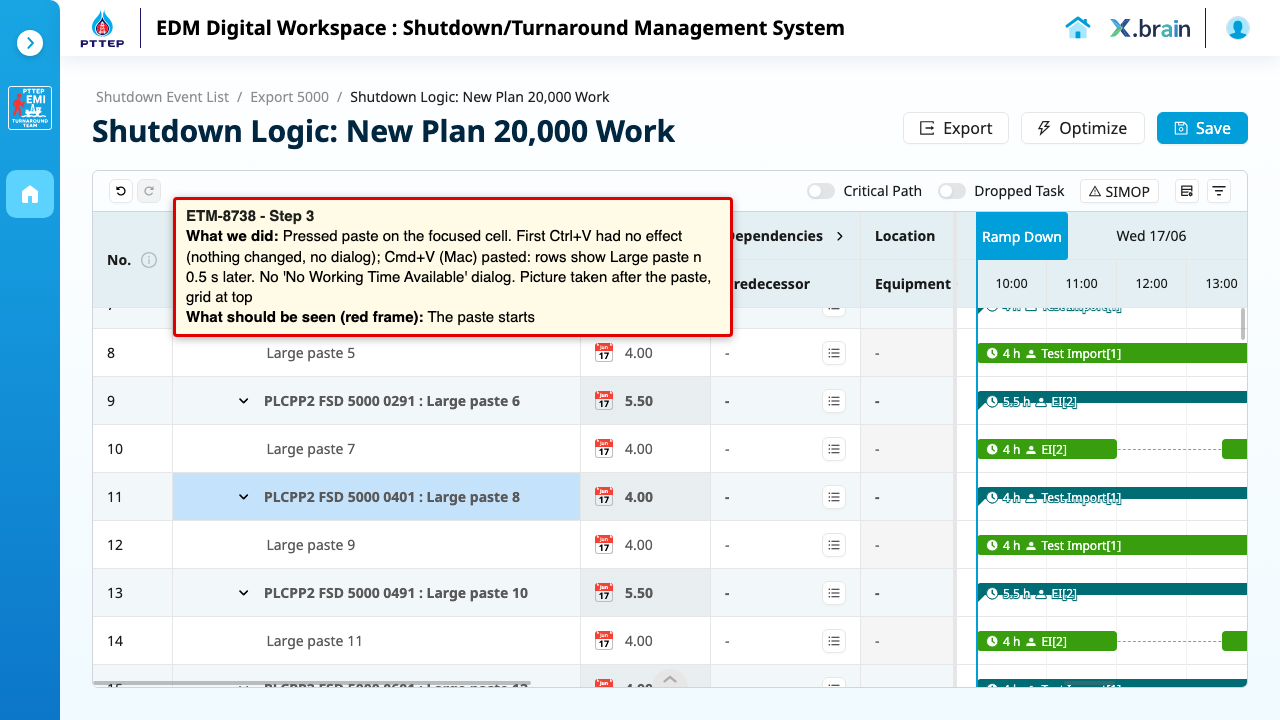 PTTEP
EDM Digital Workspace : Shutdown/Turnaround Management System
X.brain
PTTEP
EMI
TURNAROUND
TEAM
Shutdown Event List / Export 5000 / Shutdown Logic: New Plan 20,000 Work
Shutdown Logic: New Plan 20,000 Work
Export
Optimize
Save
Critical Path
Dropped Task
SIMOP
ETM-8738 - Step 3
What we did: Pressed paste on the focused cell. First Ctrl+V had no effect
(nothing changed, no dialog); Cmd+V (Mac) pasted: rows show Large paste n
0.5 s later. No 'No Working Time Available' dialog. Picture taken after the paste,
grid at top
What should be seen (red frame): The paste starts
No.
Dependencies
Location
Ramp Down
Wed 17/06
redecessor
Equipment
10:00 11:00 12:00 13:00
8 Large paste 5 4.00 - - 4 h Test Import[1]
9 PLCPP2 FSD 5000 0291 : Large paste 6 5.50 - - 5.5 h EI[2]
10 Large paste 7 4.00 - - 4 h EI[2]
11 PLCPP2 FSD 5000 0401 : Large paste 8 4.00 - - 4 h Test Import[1]
12 Large paste 9 4.00 - - 4 h Test Import[1]
13 PLCPP2 FSD 5000 0491 : Large paste 10 5.50 - - 5.5 h EI[2]
14 Large paste 11 4.00 - - 4 h EI[2]